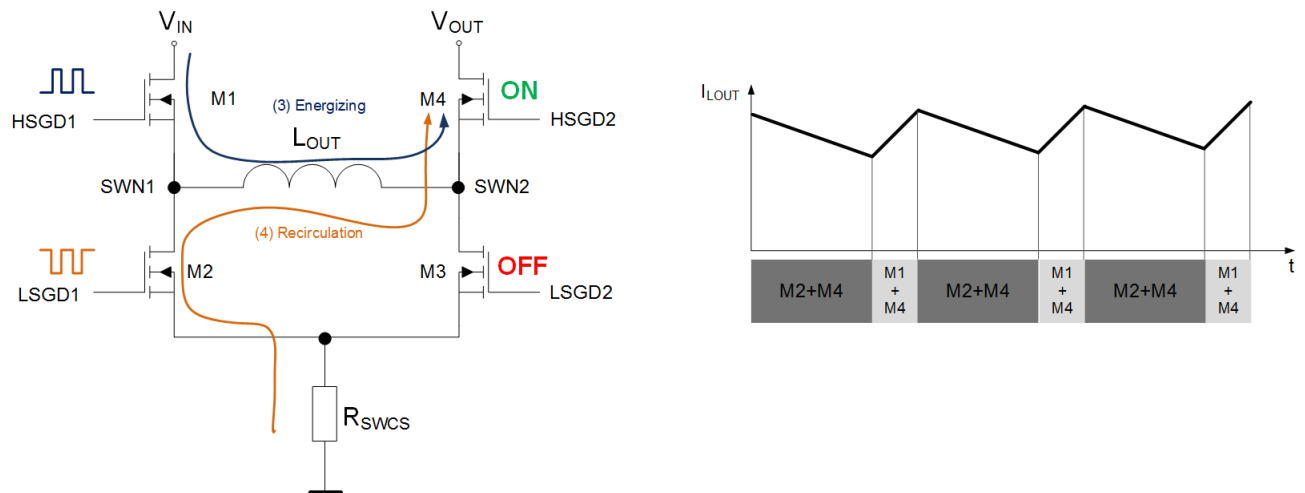 VIN
VOUT
M1
(3) Energizing
M4
ON
HSGD1
LOUT
HSGD2
SWN1
SWN2
(4) Recirculation
M2
M3
OFF
LSGD1
LSGD2
RSWCS
ILOUT
t
M2+M4
M1
+
M4
M2+M4
M1
+
M4
M2+M4
M1
+
M4